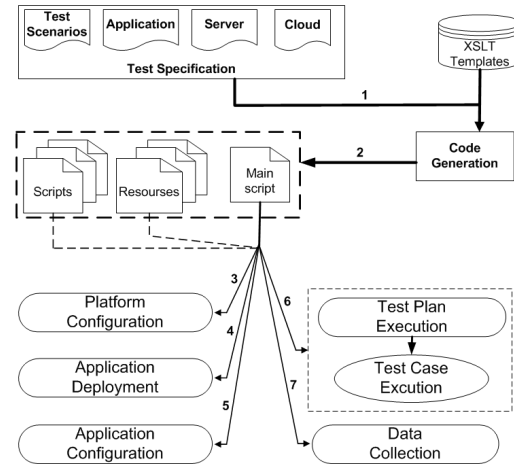 Test
Scenarios
Application
Server
Cloud
Test Specification
XSLT
Templates
1
Code
Generation
2
Scripts
Resourses
Main
script
3
Platform
Configuration
4
Application
Deployment
5
Application
Configuration
6
Test Plan
Execution
Test Case
Excution
7
Data
Collection